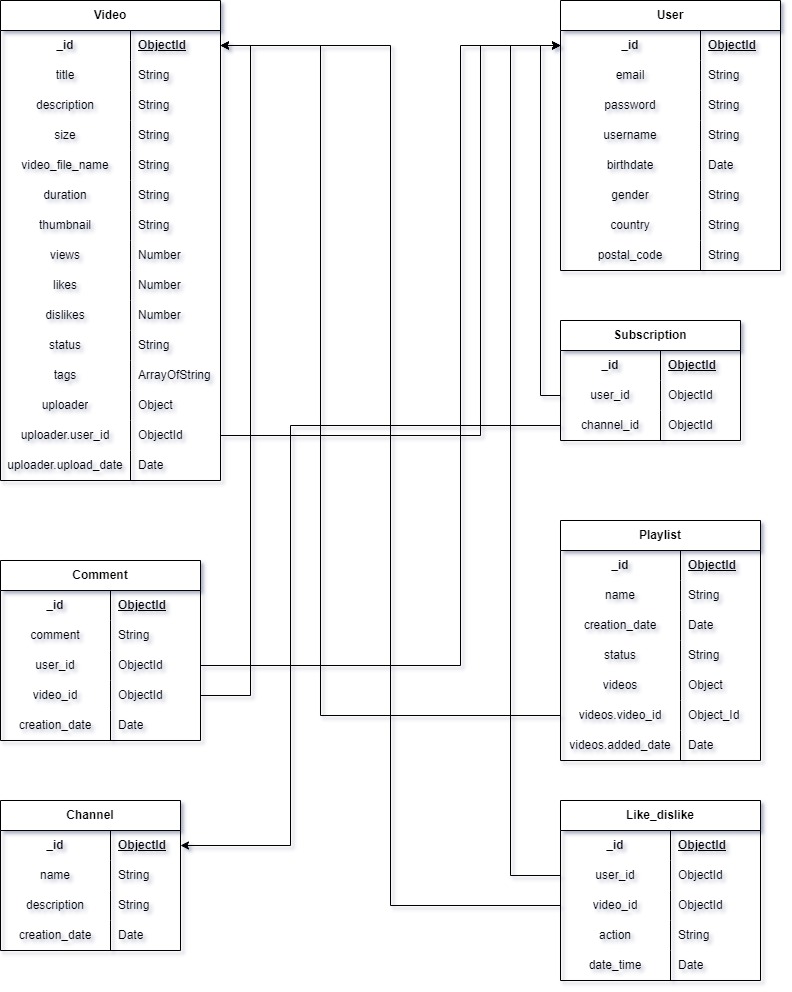 Video
_id ObjectId
title String
description String
size String
video_file_name String
duration String
thumbnail String
views Number
likes Number
dislikes Number
status String
tags ArrayOfString
uploader Object
uploader.user_id ObjectId
uploader.upload_date Date
User
_id ObjectId
email String
password String
username String
birthdate Date
gender String
country String
postal_code String
Subscription
_id ObjectId
user_id ObjectId
channel_id ObjectId
Comment
_id ObjectId
comment String
user_id ObjectId
video_id ObjectId
creation_date Date
Playlist
_id ObjectId
name String
creation_date Date
status String
videos Object
videos.video_id Object_Id
videos.added_date Date
Channel
_id ObjectId
name String
description String
creation_date Date
Like_dislike
_id ObjectId
user_id ObjectId
video_id ObjectId
action String
date_time Date